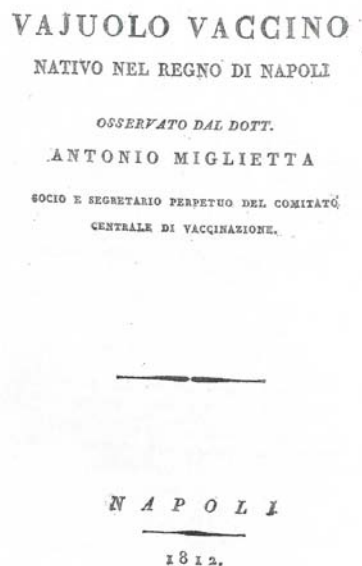 VAJUOLO VACCINO
NATIVO NEL REGNO DI NAPOLI
OSSERVATO DAL DOTT.
ANTONIO MIGLIETTA
SOCIO E SEGRETARIO PERPETUO DEL COMITATO
CENTRALE DI VACCINAZIONE.
NAPOLI
1812.